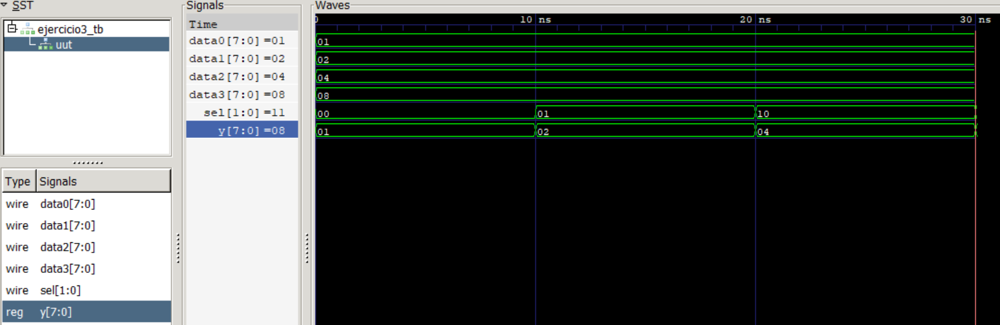 SST
ejercicio3_tb
uut
Type Signals
wire data0[7:0]
wire data1[7:0]
wire data2[7:0]
wire data3[7:0]
wire sel[1:0]
reg y[7:0]
Signals
Time
data0[7:0] =01
data1[7:0] =02
data2[7:0] =04
data3[7:0] =08
sel[1:0] =11
y[7:0] =08
Waves
0 10 ns 20 ns 30 ns
01
02
04
08
00 01 10
01 02 04